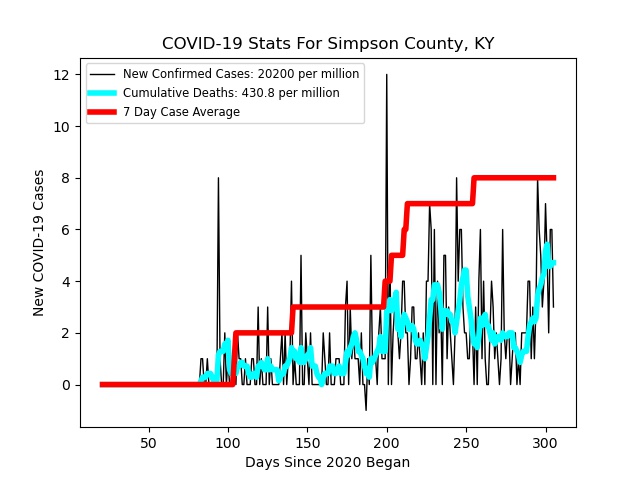 COVID-19 Stats For Simpson County, KY
New Confirmed Cases: 20200 per million
Cumulative Deaths: 430.8 per million
7 Day Case Average
12
10
8
6
4
2
0
New COVID-19 Cases
50 100 150 200 250 300
Days Since 2020 Began